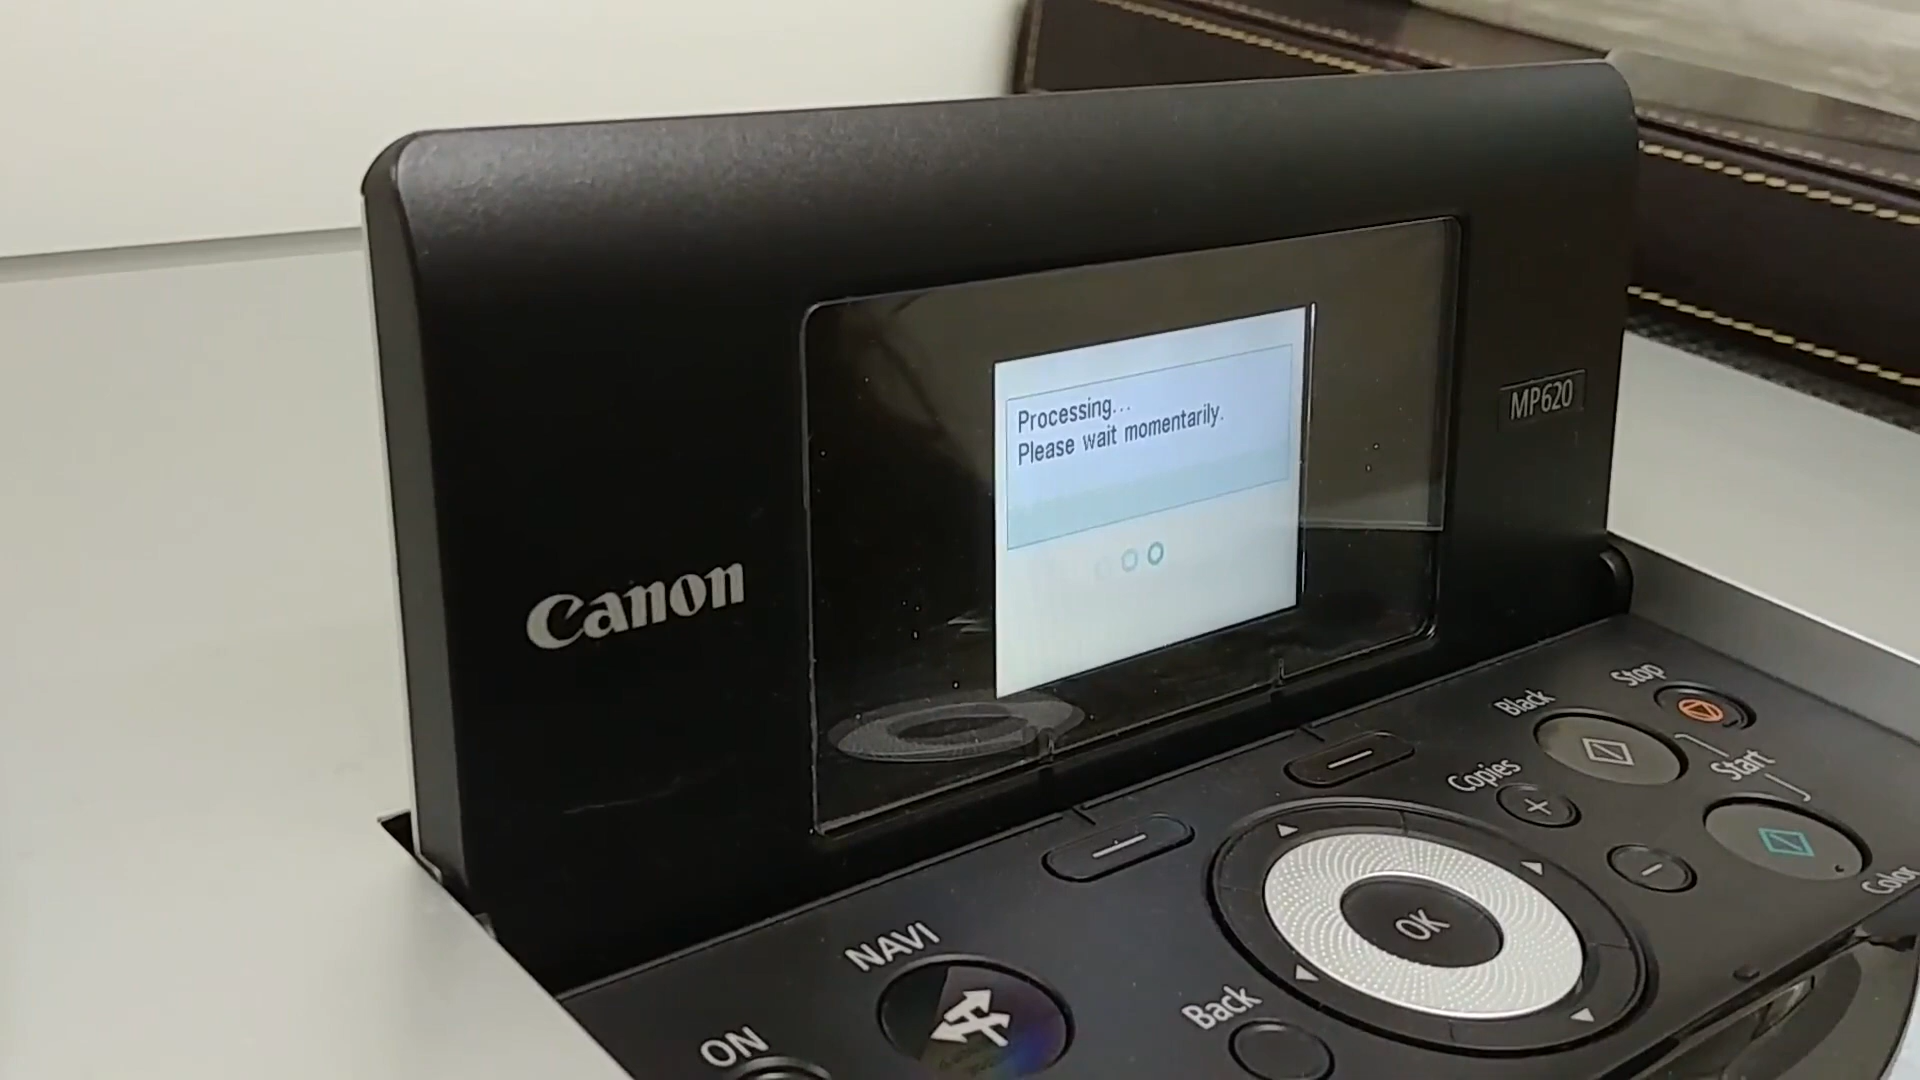 Canon
MP620
Processing...
Please wait momentarily.
Stop
Black
Start
Copies
+
-
Color
OK
NAVI
Back
ON